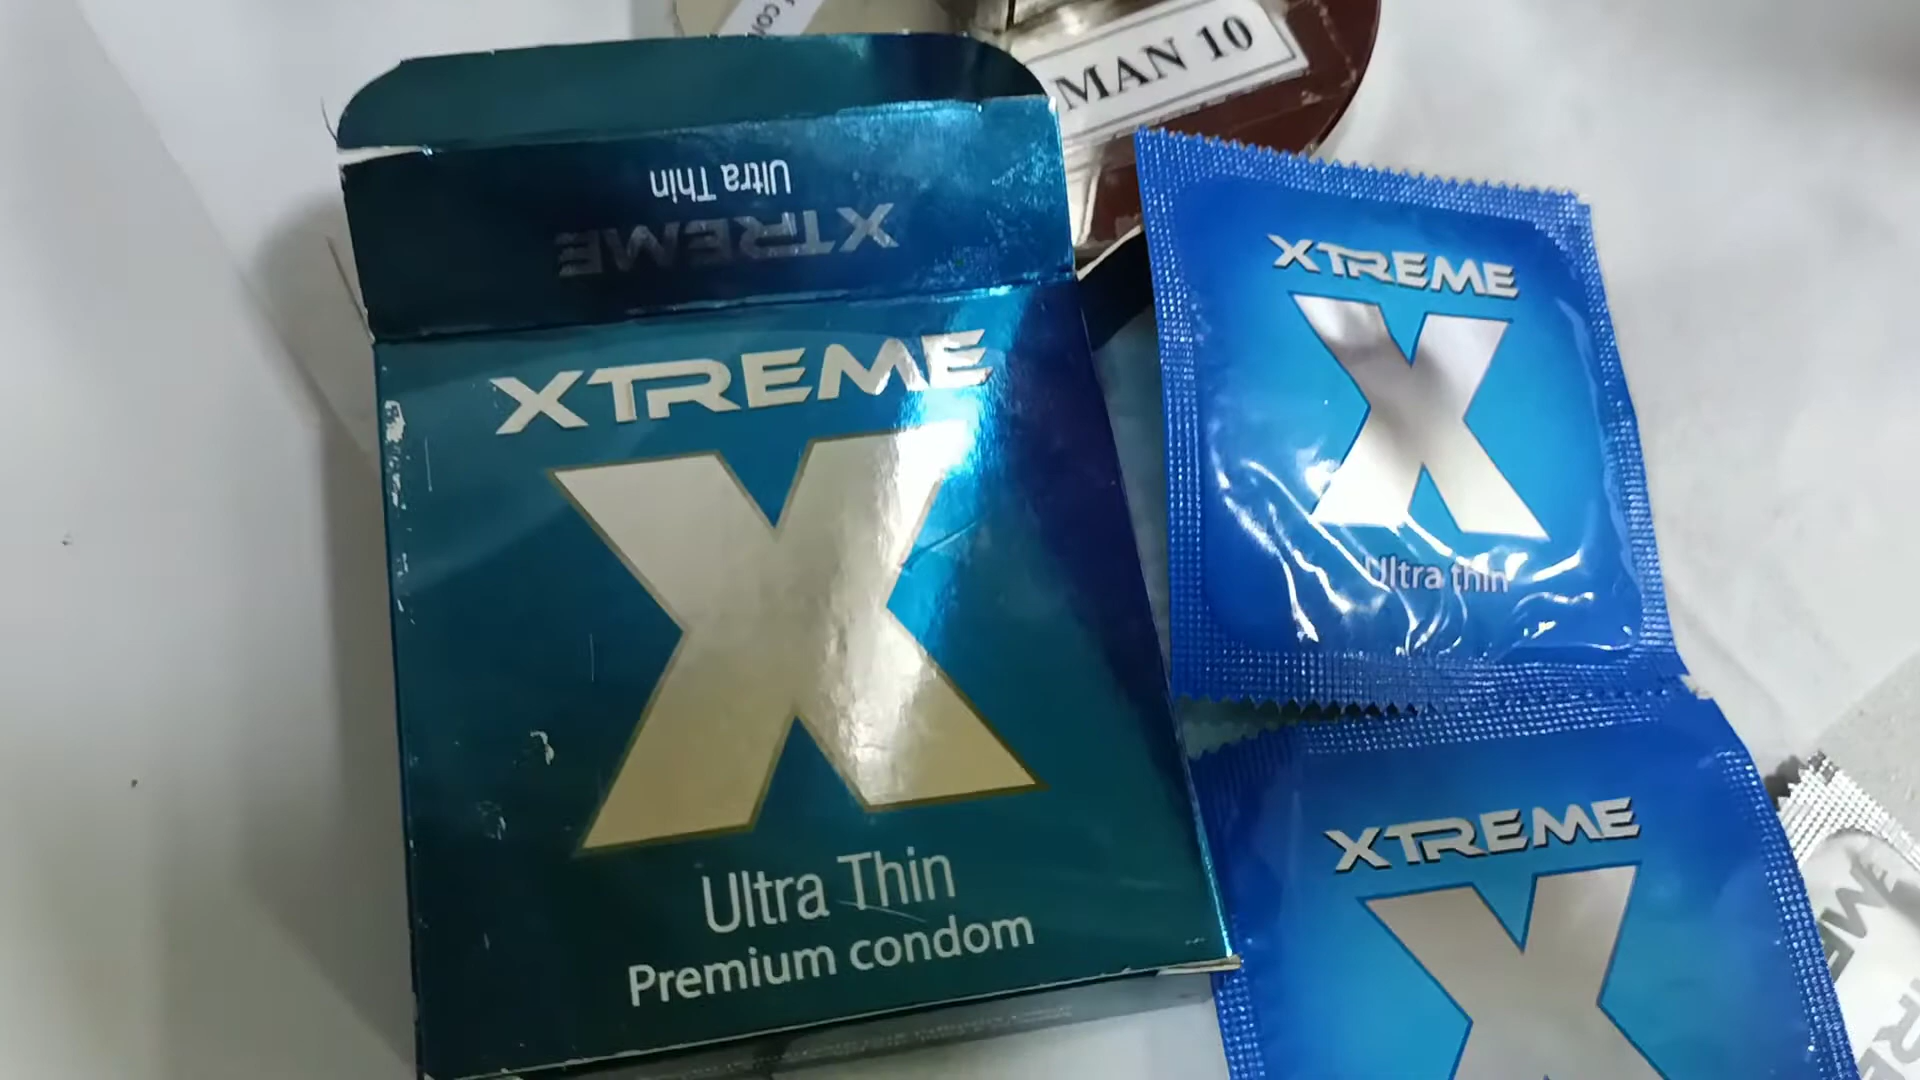 MAN 10
Ultra Thin
XTREME
XTREME
X
Ultra Thin
Premium condom
XTREME
X
Ultra thin
XTREME
X